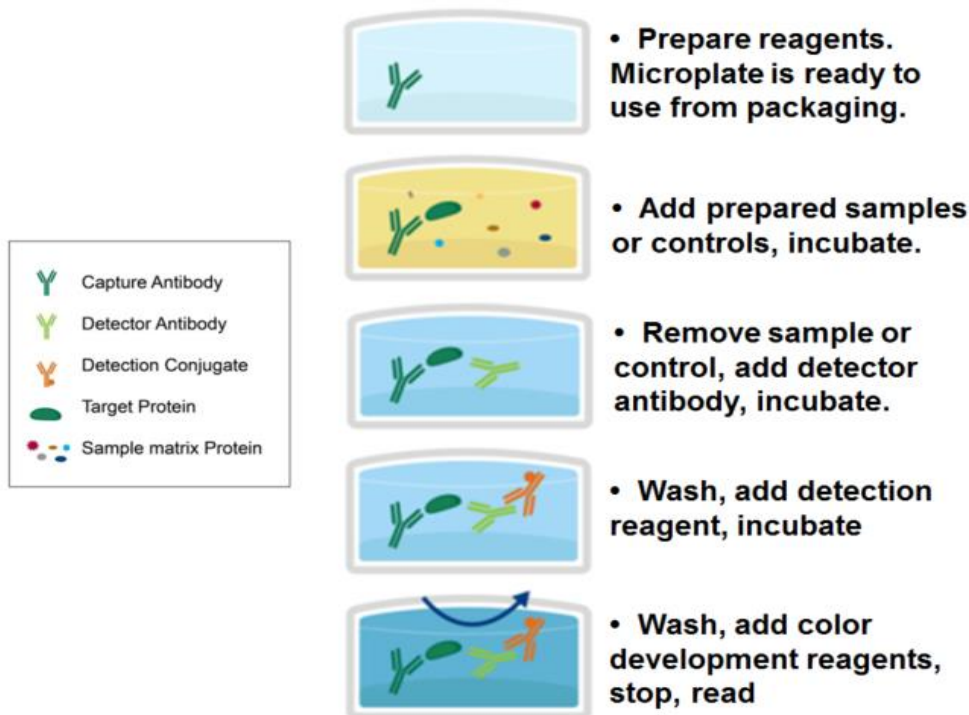 • Prepare reagents.
Microplate is ready to
use from packaging.
• Add prepared samples
or controls, incubate.
Capture Antibody
Detector Antibody
Detection Conjugate
Target Protein
Sample matrix Protein
• Remove sample or
control, add detector
antibody, incubate.
• Wash, add detection
reagent, incubate
• Wash, add color
development reagents,
stop, read